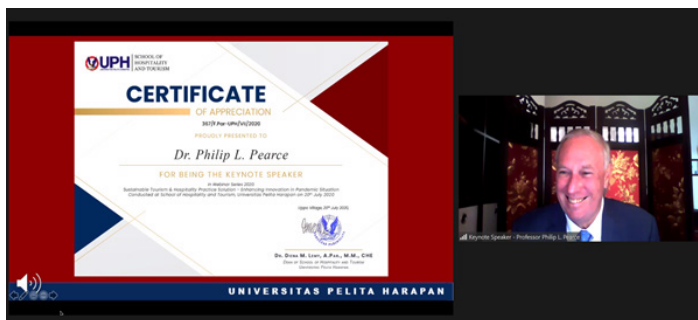 UPH
SCHOOL OF
HOSPITALITY
AND TOURISM
CERTIFICATE
OF APPRECIATION
367/F.Par-UPH/VII/2020
PROUDLY PRESENTED TO
Dr. Philip L. Pearce
FOR BEING THE KEYNOTE SPEAKER
in Webinar Series 2020
Sustainable Tourism & Hospitality Practice Solution - Enhancing Innovation in Pandemic Situation
Conducted at School of Hospitality and Tourism, Universitas Pelita Harapan on 20th July 2020
Lippo Village, 20th July 2020,
DR. DIENA M. LEMY, A.PAR., M.M., CHE
DEAN OF SCHOOL OF HOSPITALITY AND TOURISM
UNIVERSITAS PELITA HARAPAN
UNIVERSITAS PELITA HARAPAN
Keynote Speaker - Professor Philip L. Pearce